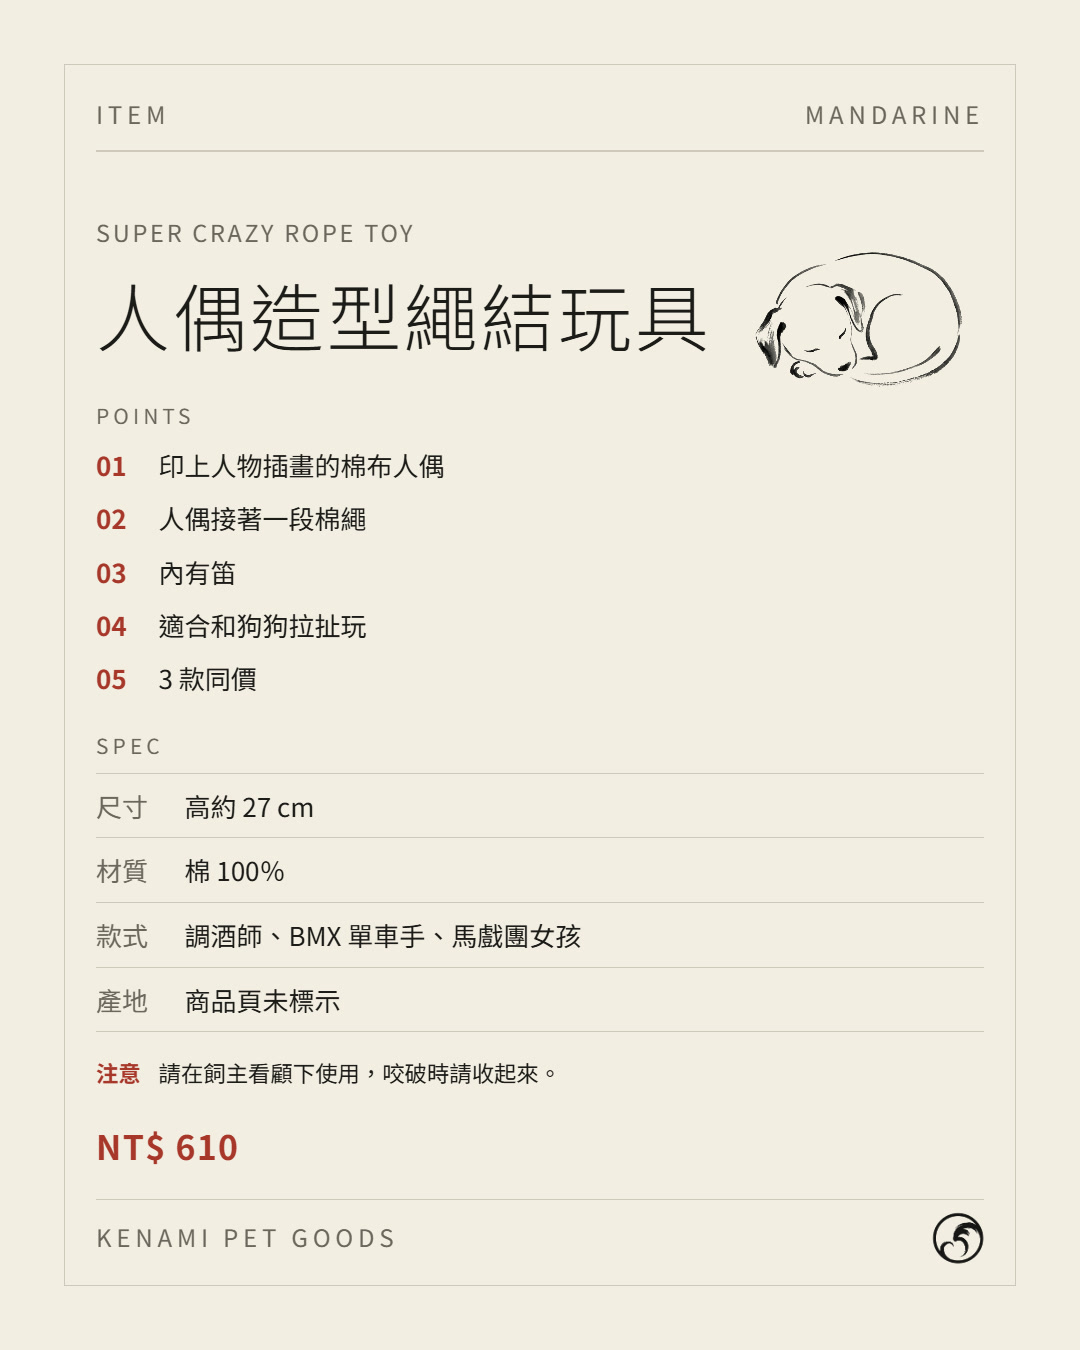 ITEM
MANDARINE
SUPER CRAZY ROPE TOY
人偶造型繩結玩具
POINTS
01 印上人物插畫的棉布人偶
02 人偶接著一段棉繩
03 內有笛
04 適合和狗狗拉扯玩
05 3 款同價
SPEC
尺寸 高約 27 cm
材質 棉 100%
款式 調酒師、BMX 單車手、馬戲團女孩
產地 商品頁未標示
注意 請在飼主看顧下使用，咬破時請收起來。
NT$ 610
KENAMI PET GOODS